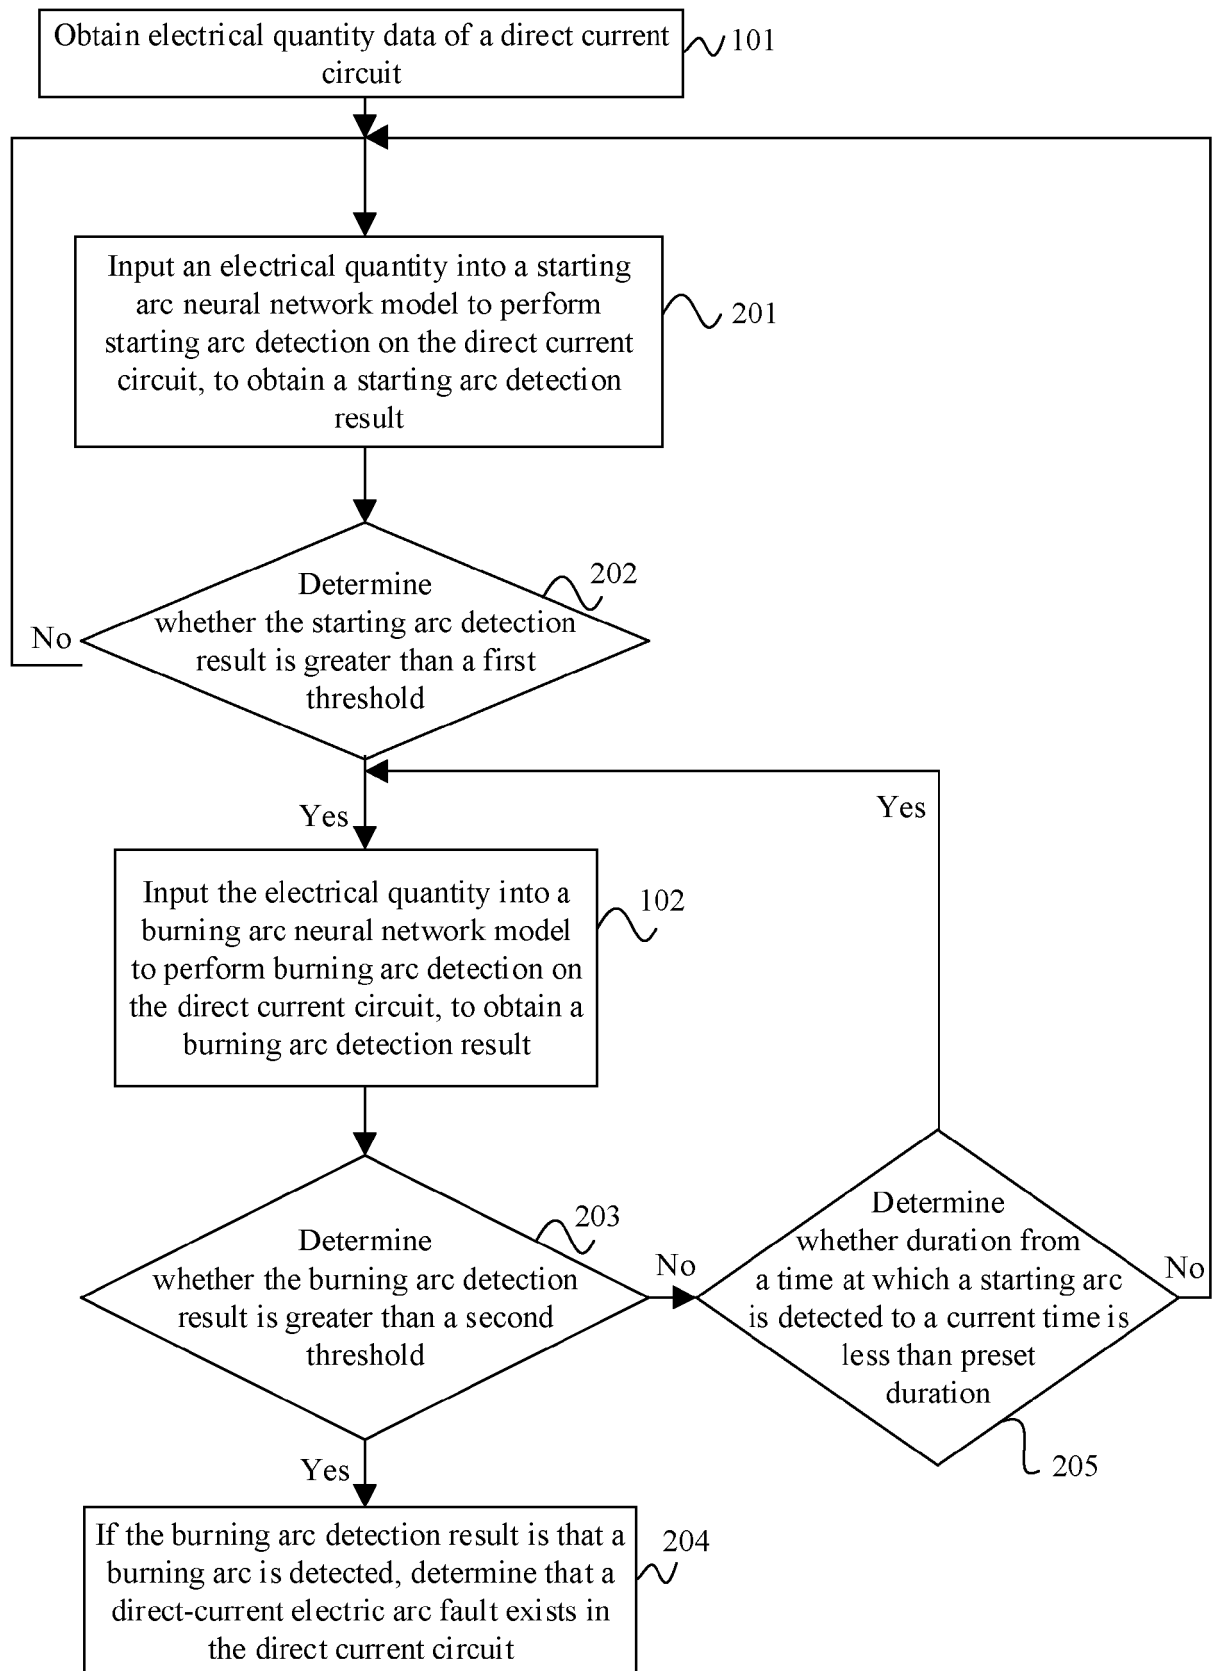 Obtain electrical quantity data of a direct current
circuit
101
Input an electrical quantity into a starting
arc neural network model to perform
starting arc detection on the direct current
circuit, to obtain a starting arc detection
result
201
Determine
whether the starting arc detection
result is greater than a first
threshold
202
No
Yes
Input the electrical quantity into a
burning arc neural network model
to perform burning arc detection on
the direct current circuit, to obtain a
burning arc detection result
102
Yes
Determine
whether the burning arc detection
result is greater than a second
threshold
203
No
Determine
whether duration from
a time at which a starting arc
is detected to a current time is
less than preset
duration
205
No
Yes
If the burning arc detection result is that a
burning arc is detected, determine that a
direct-current electric arc fault exists in
the direct current circuit
204